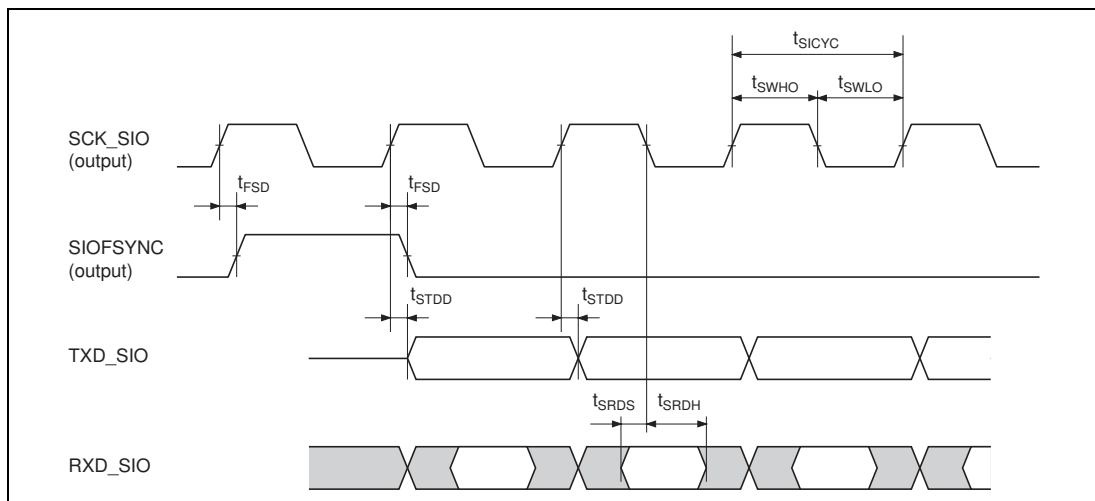 tSICYC
tSWHO tSWLO
SCK_SIO
(output)
tFSD tFSD
SIOFSYNC
(output)
tSTDD tSTDD
TXD_SIO
tSRDS tSRDH
RXD_SIO